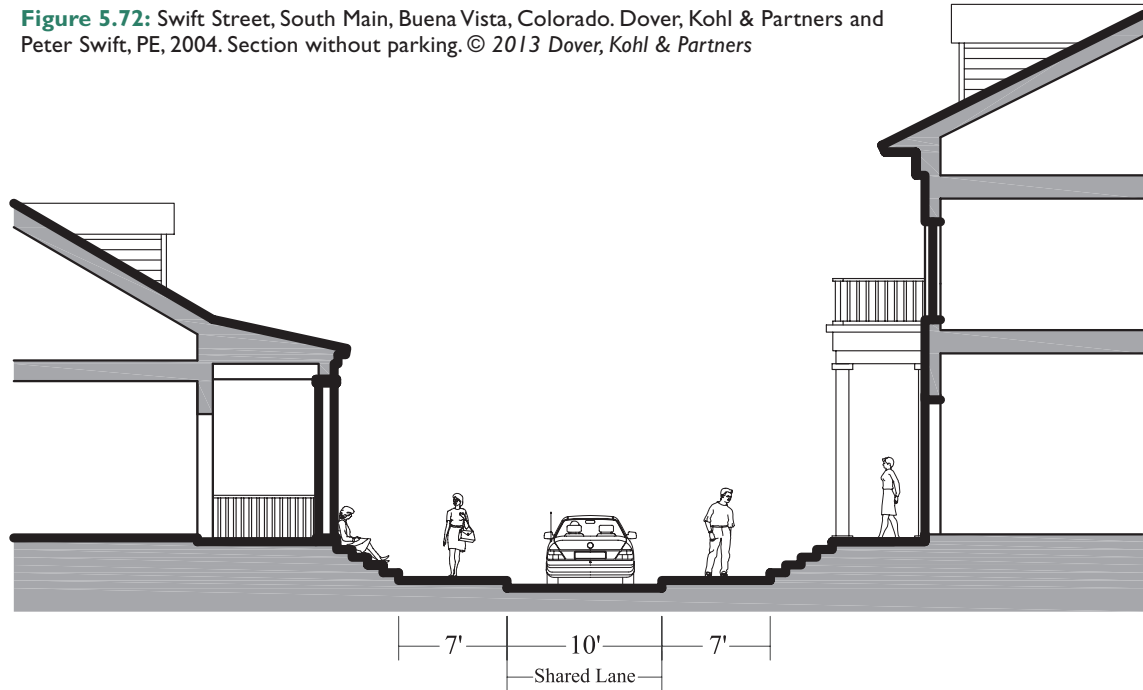 Figure 5.72: Swift Street, South Main, Buena Vista, Colorado. Dover, Kohl & Partners and
Peter Swift, PE, 2004. Section without parking. © 2013 Dover, Kohl & Partners
7' 10' 7'
Shared Lane